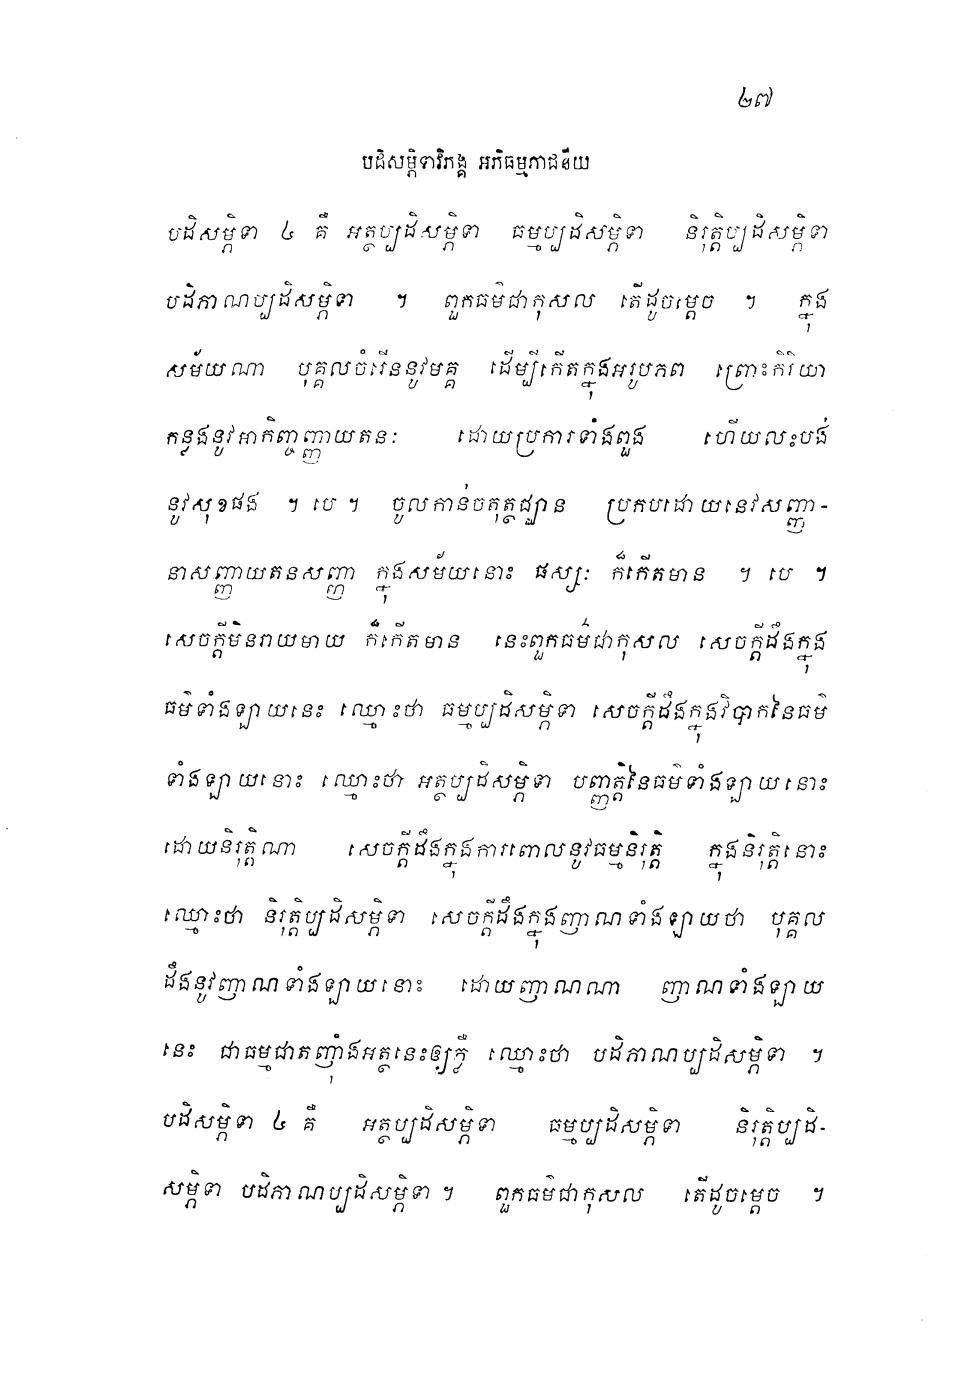 ២៧
បដិសម្ភិទាវិភង្គ អភិធម្មភាជនីយ
បដិសម្ភិទា ៤ គឺ អត្ថប្បដិសម្ភិទា ធម្មប្បដិសម្ភិទា និរុត្តិប្បដិសម្ភិទា
បដិភាណប្បដិសម្ភិទា ។ ពួកធម៌ជាកុសល តើដូចម្តេច ។ ក្នុង
សម័យណា បុគ្គលចំរើននូវមគ្គ ដើម្បីកើតក្នុងអរូបភព ព្រោះកិរិយា
កន្លងនូវអាកិញ្ចញ្ញាយតនៈ ដោយប្រការទាំងពួង ហើយលះបង់
នូវសុខផង ។ បេ ។ ចូលកាន់ចតុត្ថជ្ឈាន ប្រកបដោយនេវសញ្ញា-
នាសញ្ញាយតនសញ្ញា ក្នុងសម័យនោះ ផស្សៈ ក៏កើតមាន ។ បេ ។
សេចក្តីមិនរាយមាយ ក៏កើតមាន នេះពួកធម៌ជាកុសល សេចក្តីដឹងក្នុង
ធម៌ទាំងឡាយនេះ ឈ្មោះថា ធម្មប្បដិសម្ភិទា សេចក្តីដឹងក្នុងវិបាកនៃធម៌
ទាំងឡាយនោះ ឈ្មោះថា អត្ថប្បដិសម្ភិទា បញ្ញត្តិនៃធម៌ទាំងឡាយនោះ
ដោយនិរុត្តិណា សេចក្តីដឹងក្នុងការពោលនូវធម្មនិរុត្តិ ក្នុងនិរុត្តិនោះ
ឈ្មោះថា និរុត្តិប្បដិសម្ភិទា សេចក្តីដឹងក្នុងញាណទាំងឡាយថា បុគ្គល
ដឹងនូវញាណទាំងឡាយនោះ ដោយញាណណា ញាណទាំងឡាយ
នេះ ជាធម្មជាតញ៉ាំងអត្ថនេះឲ្យភ្លឺ ឈ្មោះថា បដិភាណប្បដិសម្ភិទា ។
បដិសម្ភិទា ៤ គឺ អត្ថប្បដិសម្ភិទា ធម្មប្បដិសម្ភិទា និរុត្តិប្បដិ-
សម្ភិទា បដិភាណប្បដិសម្ភិទា ។ ពួកធម៌ជាកុសល តើដូចម្តេច ។